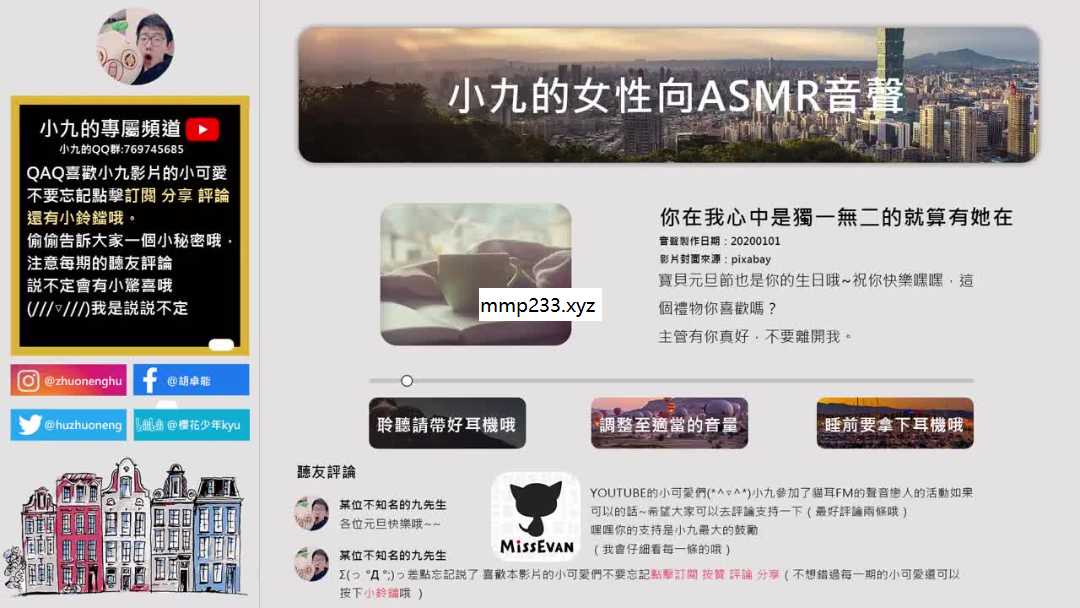 小九的專屬頻道
小九的QQ群:769745685
QAQ喜歡小九影片的小可愛
不要忘記點擊訂閱 分享 評論
還有小鈴鐺哦。
偷偷告訴大家一個小秘密哦，
注意每期的聽友評論
説不定會有小驚喜哦
(///▿///)我是説説不定
@zhuonenghu
@胡卓能
@huzhuoneng
@櫻花少年kyu
小九的女性向ASMR音聲
你在我心中是獨一無二的就算有她在
音聲製作日期：20200101
影片封面來源：pixabay
寶貝元旦節也是你的生日哦~祝你快樂嘿嘿，這
個禮物你喜歡嗎？
主管有你真好，不要離開我。
mmp233.xyz
聆聽請帶好耳機哦
調整至適當的音量
睡前要拿下耳機哦
聽友評論
某位不知名的九先生
各位元旦快樂哦~~
某位不知名的九先生
Σ(っ °Д °;)っ差點忘記説了 喜歡本影片的小可愛們不要忘記點擊訂閱 按贊 評論 分享（不想錯過每一期的小可愛還可以
按下小鈴鐺哦 ）
MissEvan
YOUTUBE的小可愛們(*^▿^*)小九參加了貓耳FM的聲音戀人的活動如果
可以的話~希望大家可以去評論支持一下（最好評論兩條哦）
嘿嘿你的支持是小九最大的鼓勵
（我會仔細看每一條的哦）